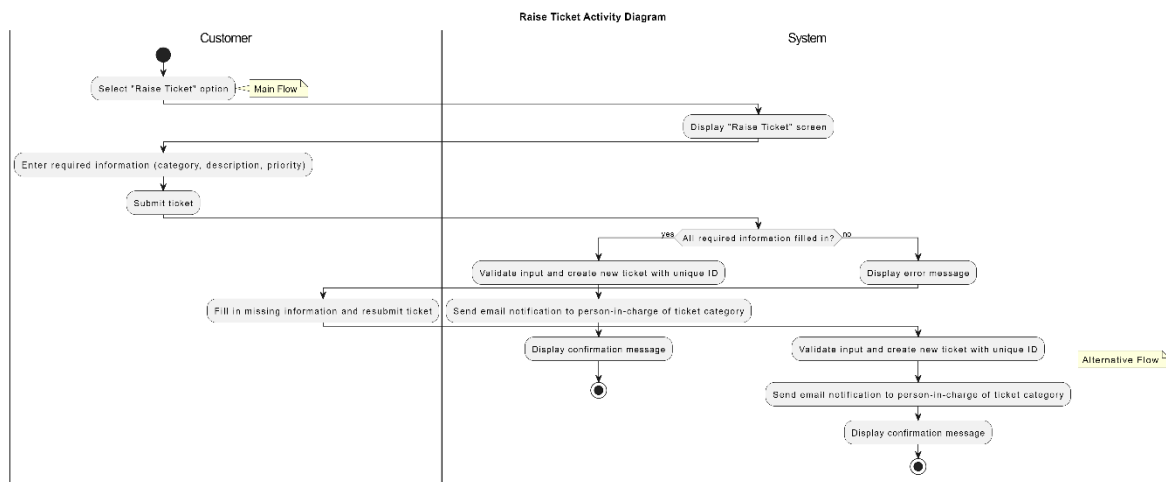 Raise Ticket Activity Diagram
Customer
System
Select "Raise Ticket" option
Main Flow
Display "Raise Ticket" screen
Enter required information (category, description, priority)
Submit ticket
yes
All required information filled in?
no
Validate input and create new ticket with unique ID
Display error message
Fill in missing information and resubmit ticket
Send email notification to person-in-charge of ticket category
Display confirmation message
Validate input and create new ticket with unique ID
Alternative Flow
Send email notification to person-in-charge of ticket category
Display confirmation message